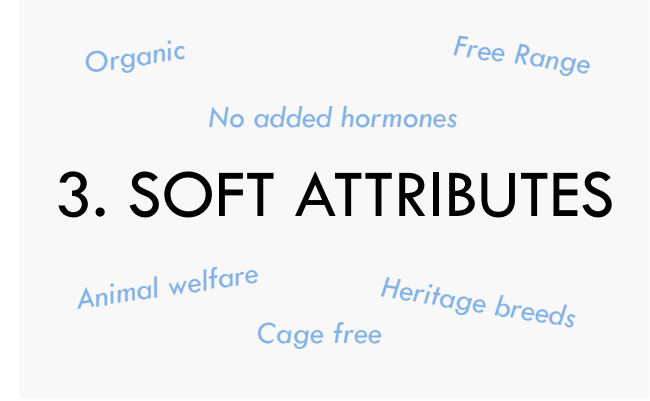 Organic
Free Range
No added hormones
3. SOFT ATTRIBUTES
Animal welfare
Heritage breeds
Cage free